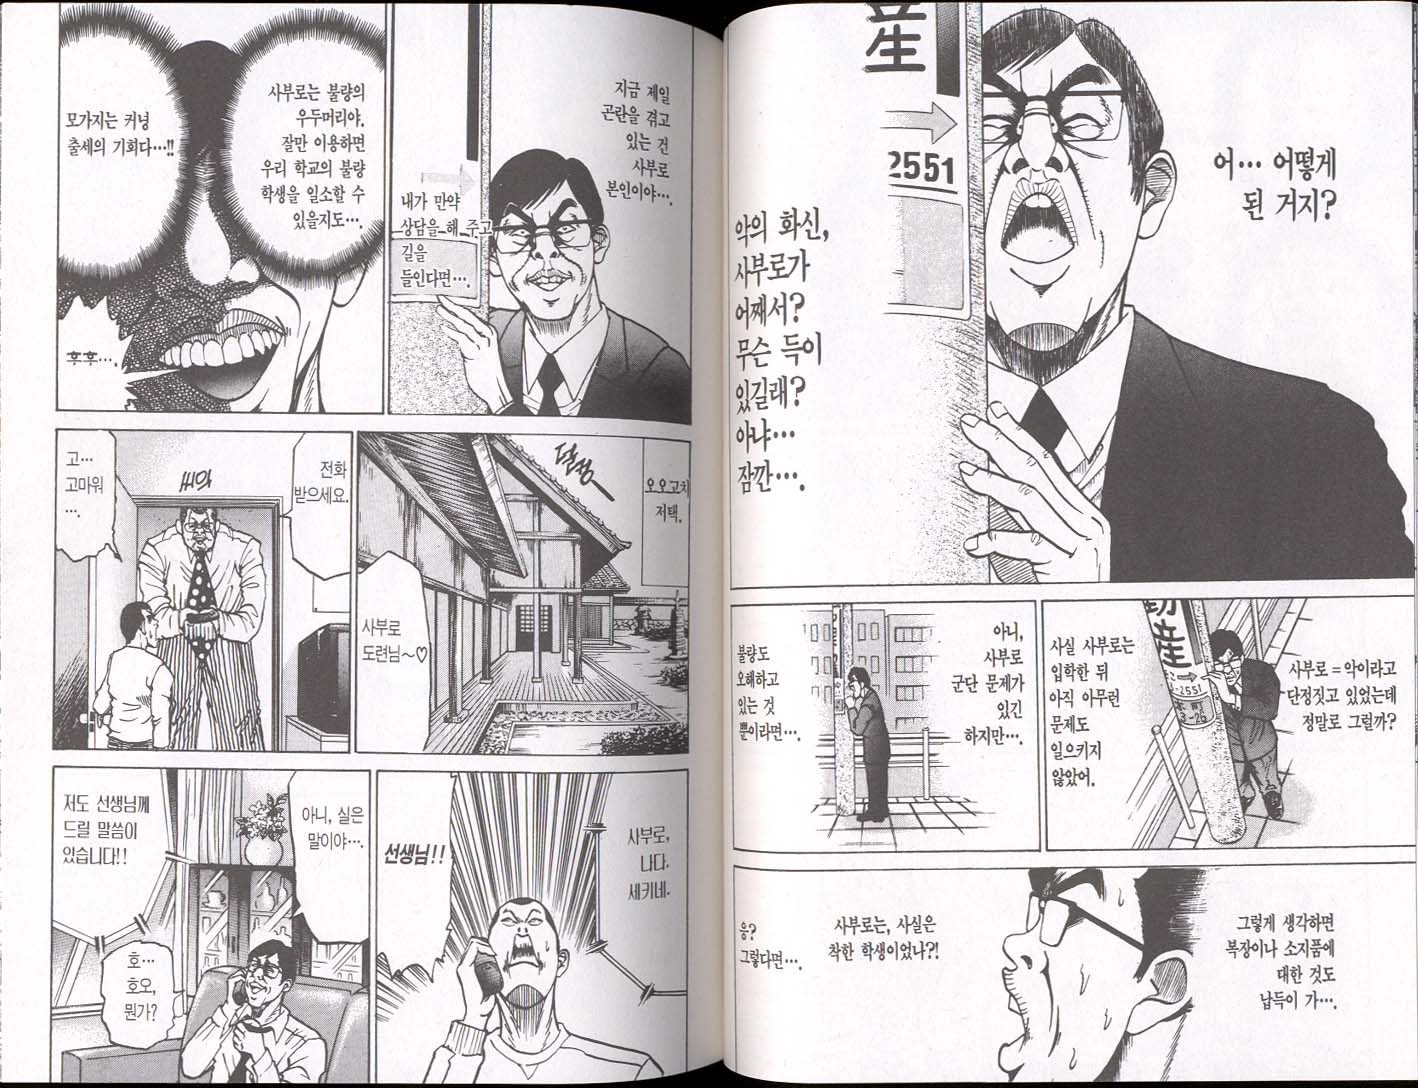 産
2551
어… 어떻게
된 거지?
악의 화신,
사부로가
어째서?
무슨 득이
있길래?
아냐…
잠깐….
사부로=악이라고
단정짓고 있었는데
정말로 그럴까?
動
産
-2551
本町
3-26
사실 사부로는
입학한 뒤
아직 아무런
문제도
일으키지
않았어.
아니,
사부로
군단 문제가
있긴
하지만….
불량도
오해하고
있는 것
뿐이라면….
그렇게 생각하면
복장이나 소지품에
대한 것도
납득이 가….
사부로는, 사실은
착한 학생이었나?!
응?
그렇다면….
지금 제일
곤란을 겪고
있는 건
사부로
본인이야….
내가 만약
상담을 해 주고
길을
들인다면….
사부로는 불량의
우두머리야.
잘만 이용하면
우리 학교의 불량
학생을 일소할 수
있을지도….
모가지는 커녕
출세의 기회다…!!
후후….
오오고치
저택.
사부로
도련님~♡
전화
받으세요.
고…
고마워
….
사부로,
나다.
세키네.
선생님!!
아니, 실은
말이야….
저도 선생님께
드릴 말씀이
있습니다!!
호…
호오,
뭔가?